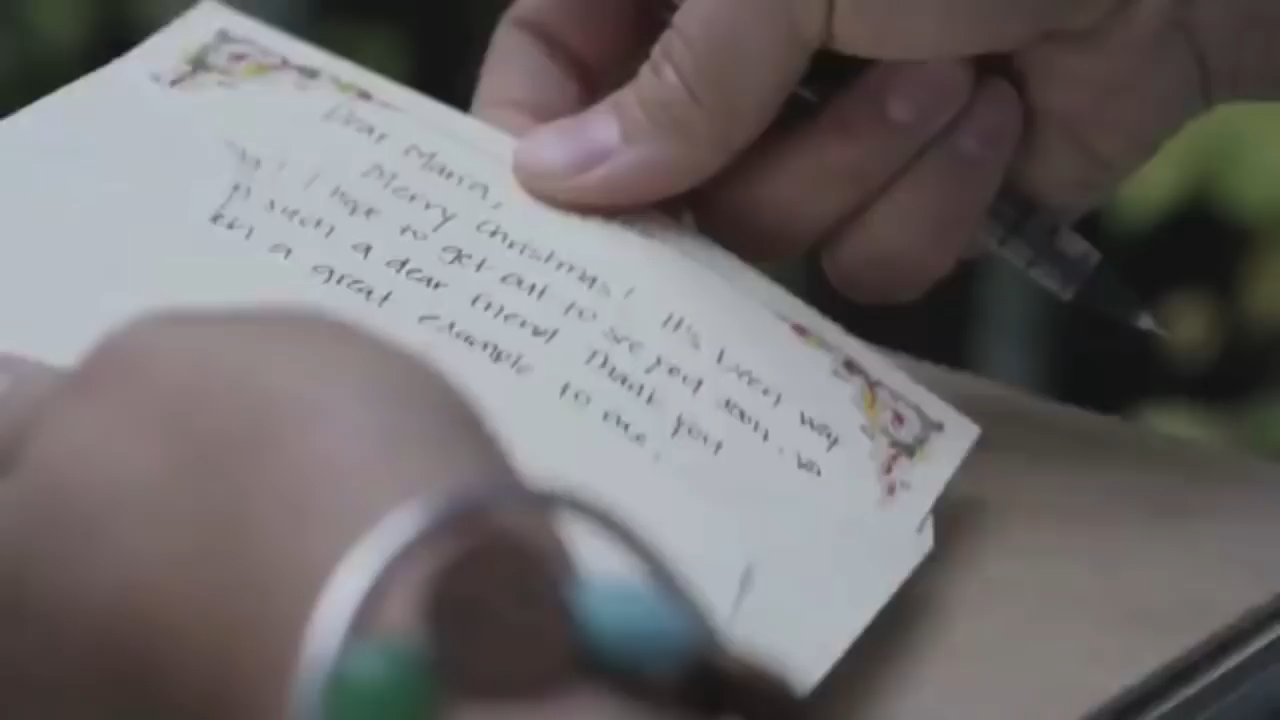 Dear Maria,
Merry Christmas! It's been way
I hope to get out to see you soon.
such a dear friend Thank you
a great example to me.